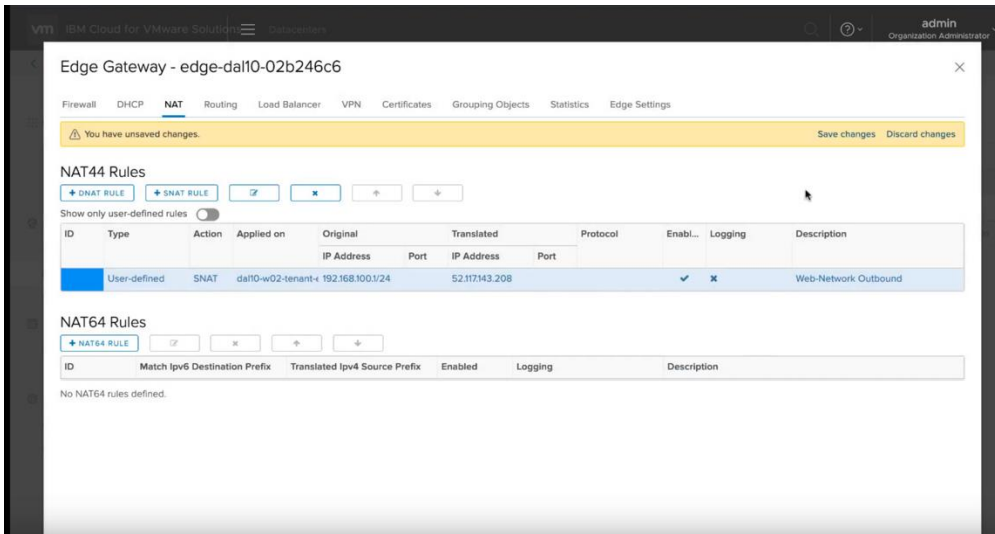 vm IBM Cloud for VMware Solutions Datacenters admin
Organization Administrator
Edge Gateway - edge-dal10-02b246c6
Firewall DHCP NAT Routing Load Balancer VPN Certificates Grouping Objects Statistics Edge Settings
You have unsaved changes. Save changes Discard changes
NAT44 Rules
+ DNAT RULE + SNAT RULE
Show only user-defined rules
ID Type Action Applied on Original Translated Protocol Enabl... Logging Description
IP Address Port IP Address Port
User-defined SNAT dal10-w02-tenant-e 192.168.100.1/24 52.117.143.208 Web-Network Outbound
NAT64 Rules
+ NAT64 RULE
ID Match Ipv6 Destination Prefix Translated Ipv4 Source Prefix Enabled Logging Description
No NAT64 rules defined.